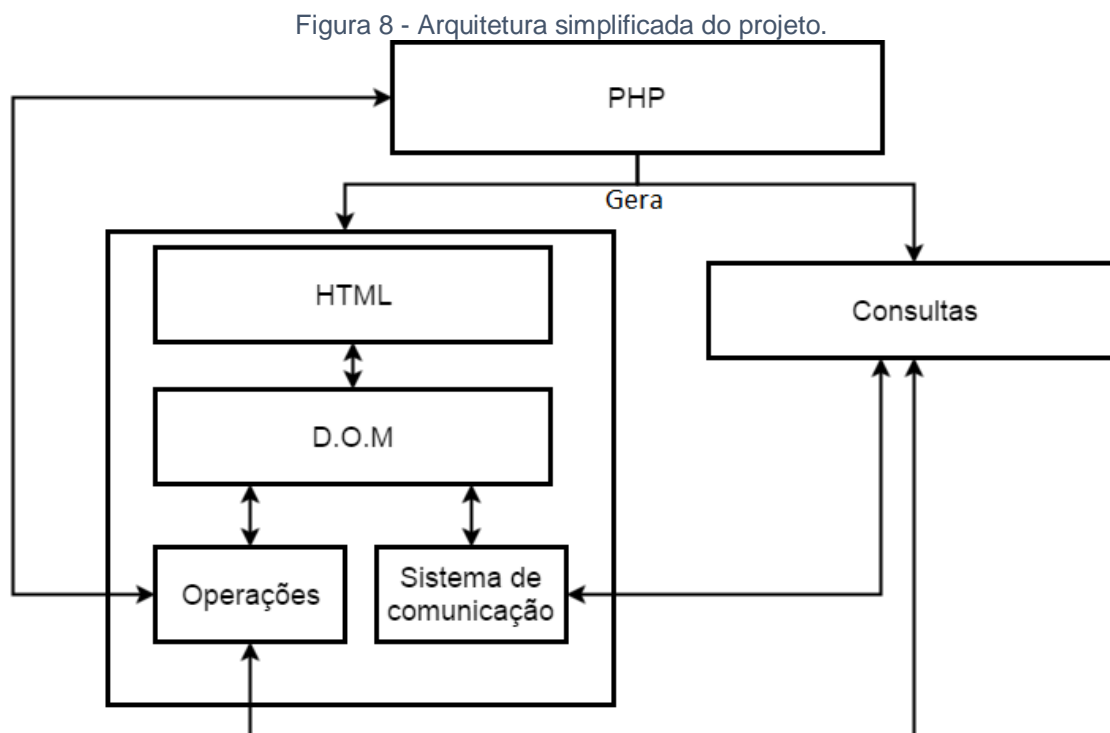 Figura 8 - Arquitetura simplificada do projeto.
PHP
Gera
HTML
Consultas
D.O.M
Operações
Sistema de
comunicação